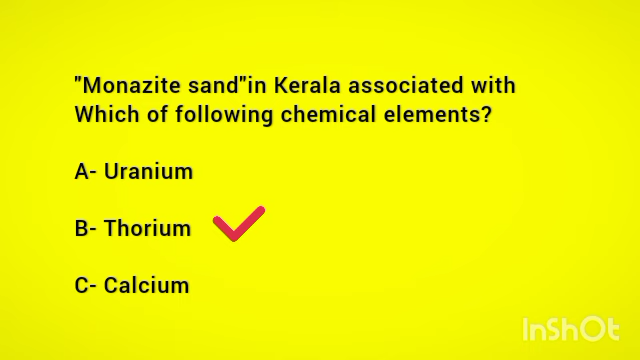 "Monazite sand"in Kerala associated with
Which of following chemical elements?
A- Uranium
B- Thorium
C- Calcium
InShOt